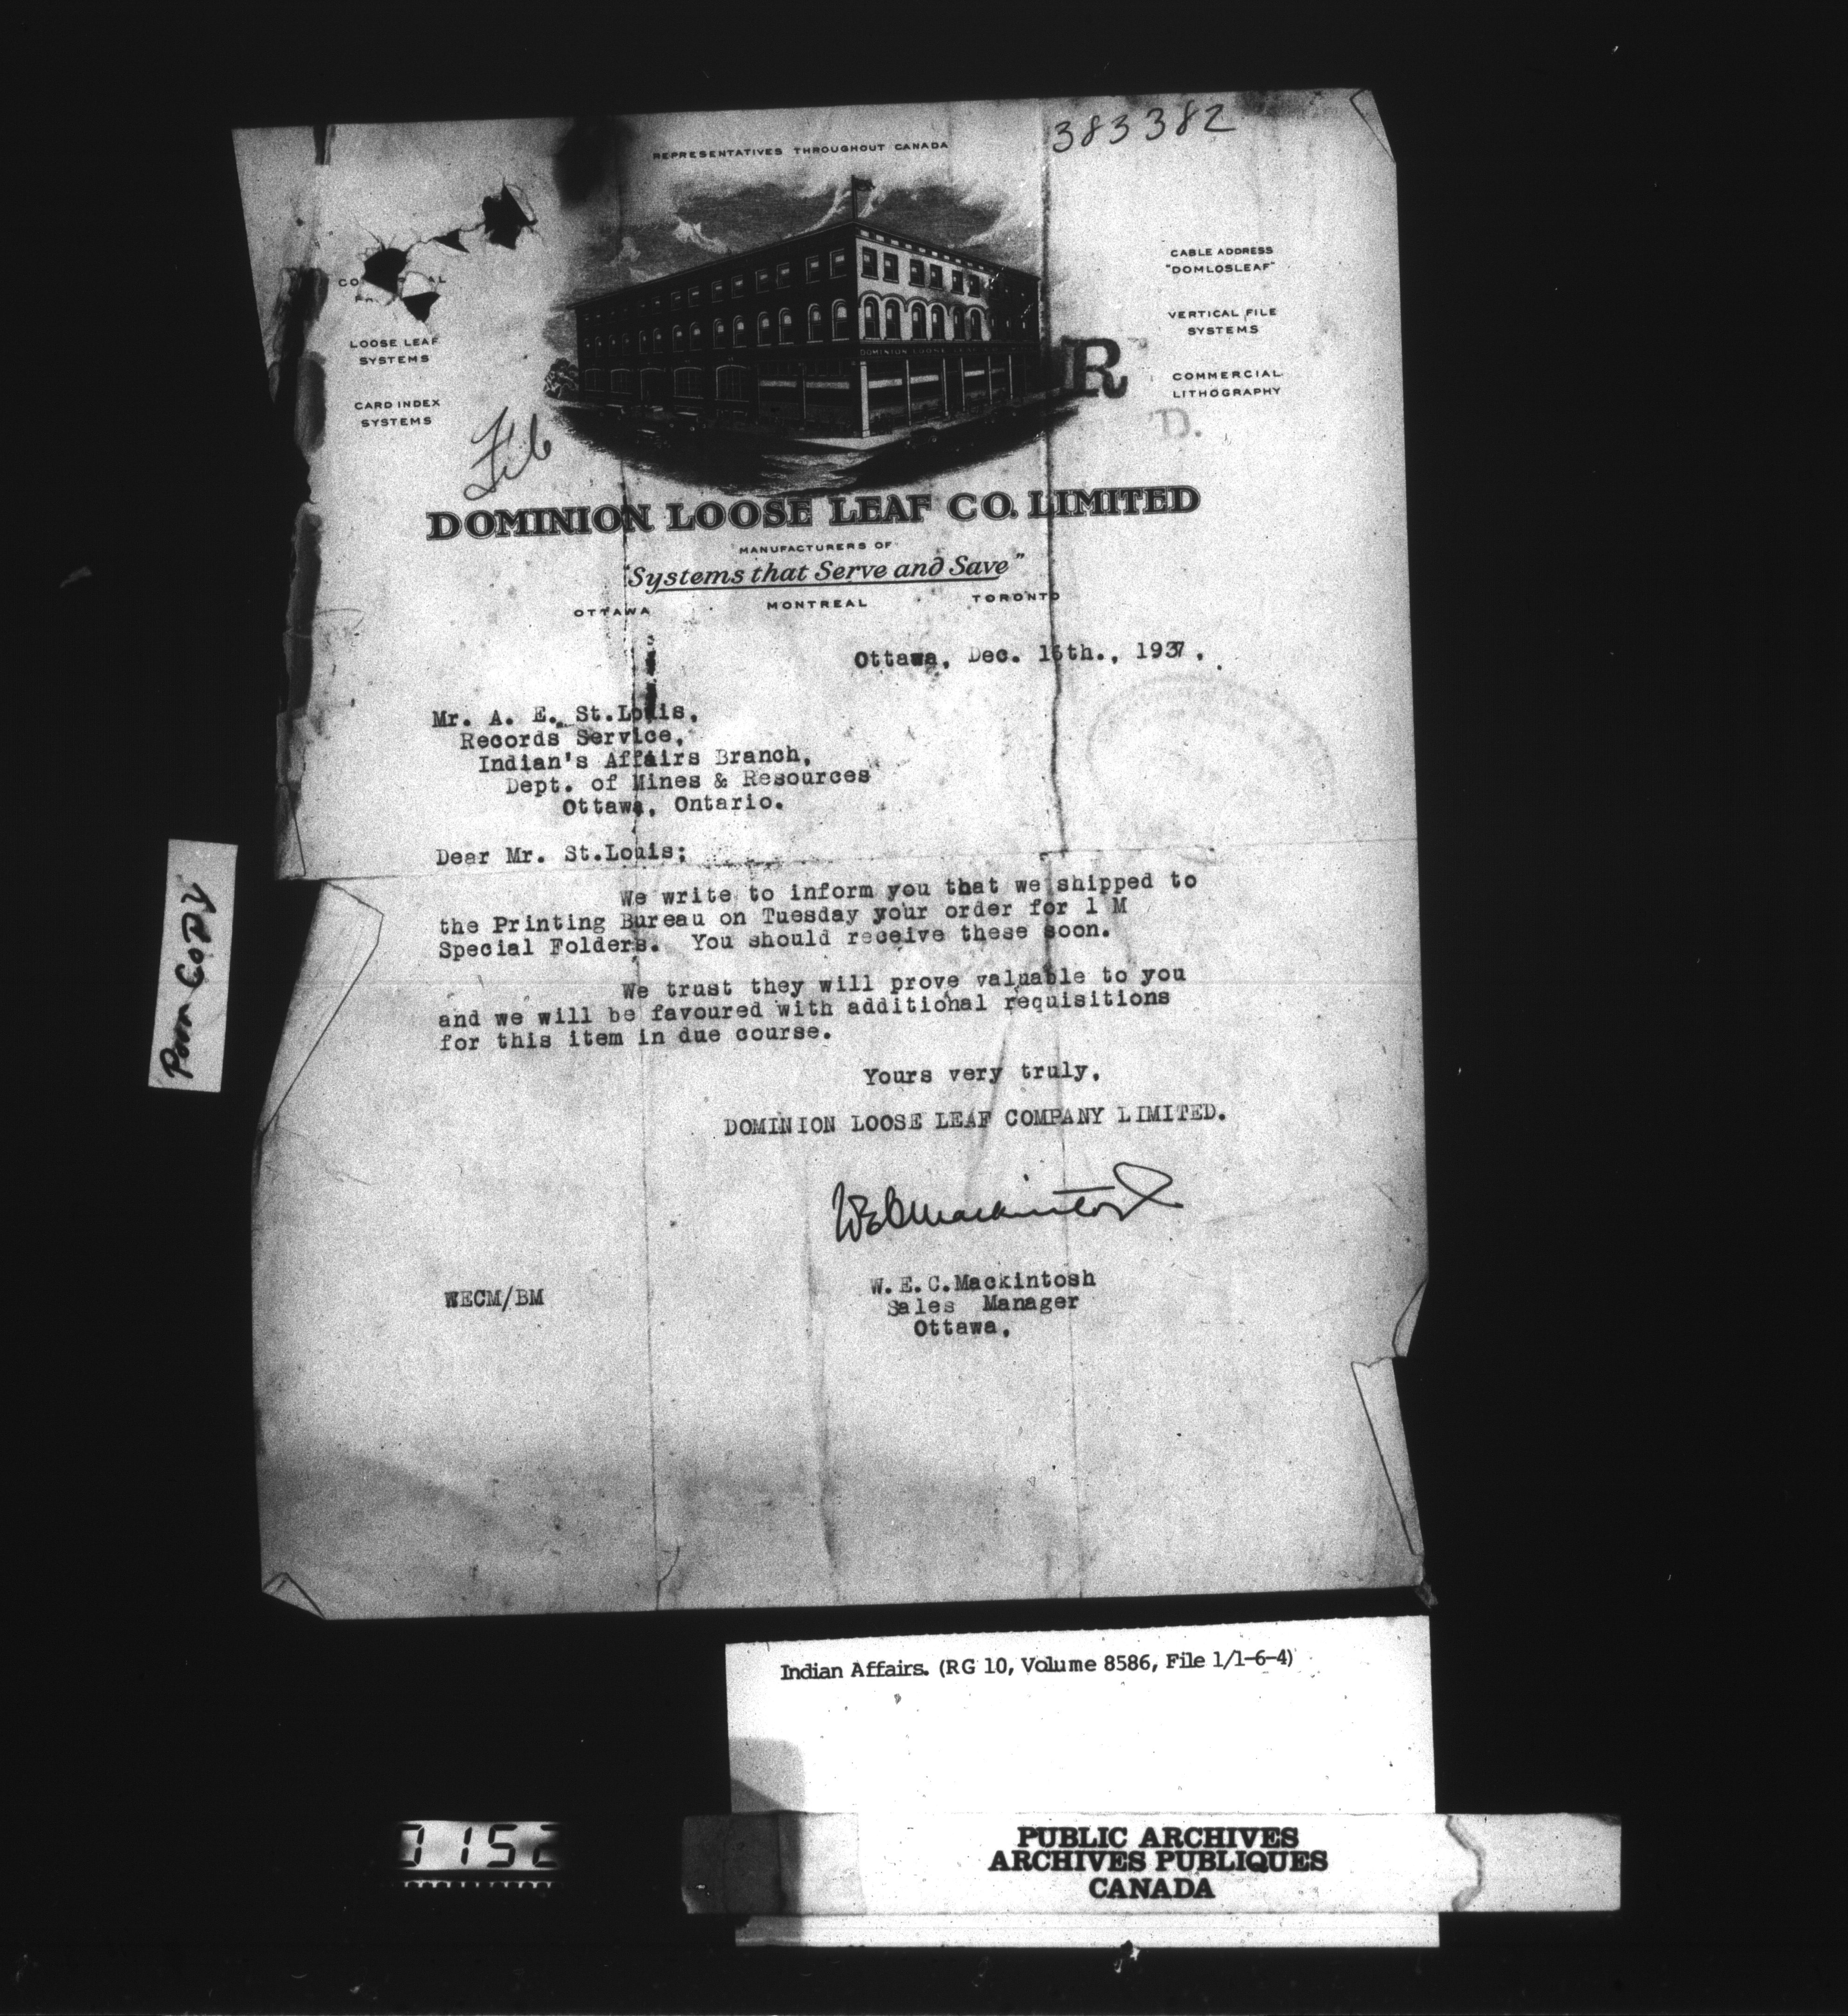 383382
REPRESENTATIVES THROUGHOUT CANADA
CABLE ADDRESS
"DOMLOSLEAF"
VERTICAL FILE
SYSTEMS
COMMERCIAL
LITHOGRAPHY
LOOSE LEAF
SYSTEMS
CARD INDEX
SYSTEMS
DOMINION LOOSE LEAF
R
D.
DOMINION LOOSE LEAF CO. LIMITED
MANUFACTURERS OF
"Systems that Serve and Save"
OTTAWA MONTREAL TORONTO
Ottawa, Dec. 16th., 1937.
Mr. A. E. St.Louis,
Records Service,
Indian's Affairs Branch,
Dept. of Mines & Resources
Ottawa, Ontario.
Dear Mr. St.Louis;
We write to inform you that we shipped to
the Printing Bureau on Tuesday your order for 1 M
Special Folders. You should receive these soon.
We trust they will prove valuable to you
and we will be favoured with additional requisitions
for this item in due course.
Yours very truly,
DOMINION LOOSE LEAF COMPANY LIMITED.
WECMackintosh
W.E.C.Mackintosh
Sales Manager
Ottawa,
WECM/BM
Poor COPY
Indian Affairs. (RG 10, Volume 8586, File 1/1-6-4)
PUBLIC ARCHIVES
ARCHIVES PUBLIQUES
CANADA